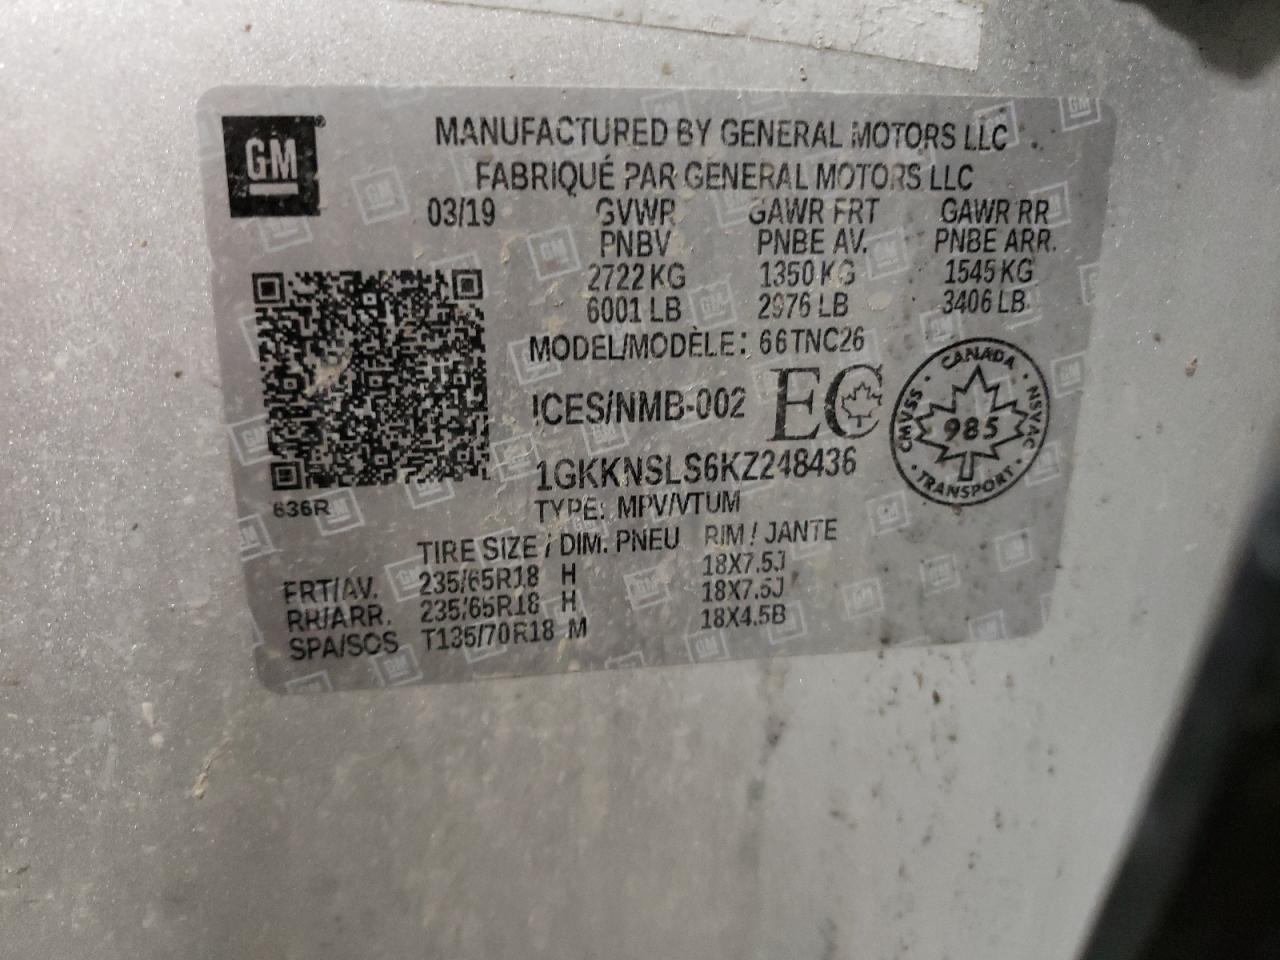 GM
MANUFACTURED BY GENERAL MOTORS LLC
FABRIQUÉ PAR GENERAL MOTORS LLC
03/19 GVWR GAWR FRT GAWR RR
PNBV PNBE AV. PNBE ARR.
2722 KG 1350 KG 1545 KG
6001 LB 2976 LB 3406 LB
MODEL/MODÈLE: 66TNC26
ICES/NMB-002 EC
CANADA
CMVSS 985 NSVAC
TRANSPORT
1GKKNSLS6KZ248436
636R TYPE: MPV/VTUM
TIRE SIZE / DIM. PNEU RIM / JANTE
FRT/AV. 235/65R18 H 18X7.5J
RR/ARR. 235/65R18 H 18X7.5J
SPA/SCS T135/70R18 M 18X4.5B